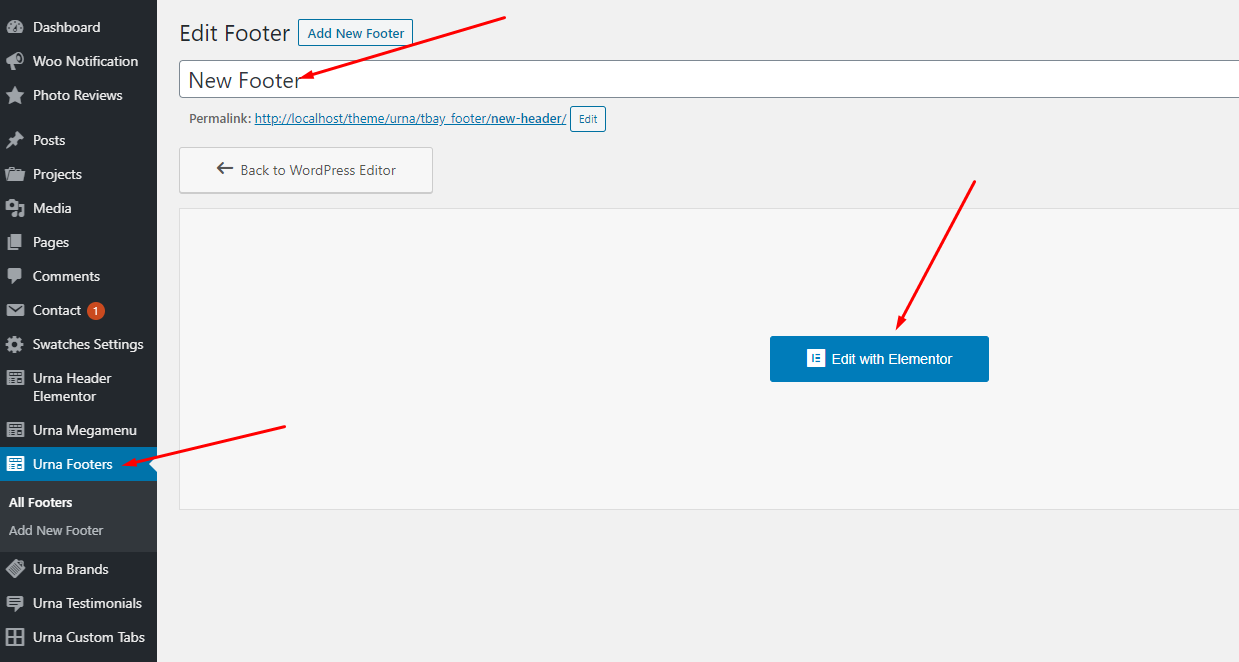 Dashboard
Woo Notification
Photo Reviews
Posts
Projects
Media
Pages
Comments
Contact 1
Swatches Settings
Urna Header
Elementor
Urna Megamenu
Urna Footers
All Footers
Add New Footer
Urna Brands
Urna Testimonials
Urna Custom Tabs
Edit Footer Add New Footer
New Footer
Permalink: http://localhost/theme/urna/tbay_footer/new-header/ Edit
Back to WordPress Editor
Edit with Elementor